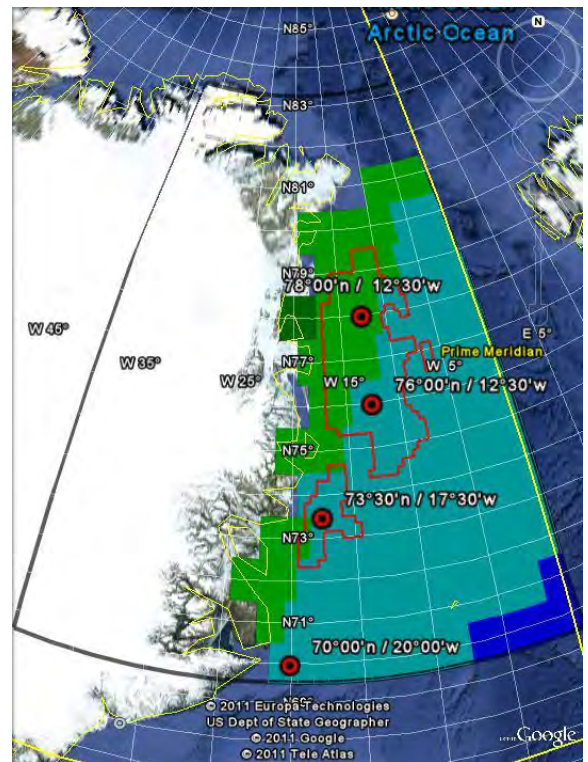 N85°
Arctic Ocean
N
N83°
N81°
N79°
78°00'n / 12°30'w
W 45°
W 35°
W 25°
N77°
W 15°
W 5°
E 5°
Prime Meridian
76°00'n / 12°30'w
N75°
73°30'n / 17°30'w
N73°
N71°
70°00'n / 20°00'w
© 2011 Europa Technologies
US Dept of State Geographer
© 2011 Google
© 2011 Tele Atlas
Google